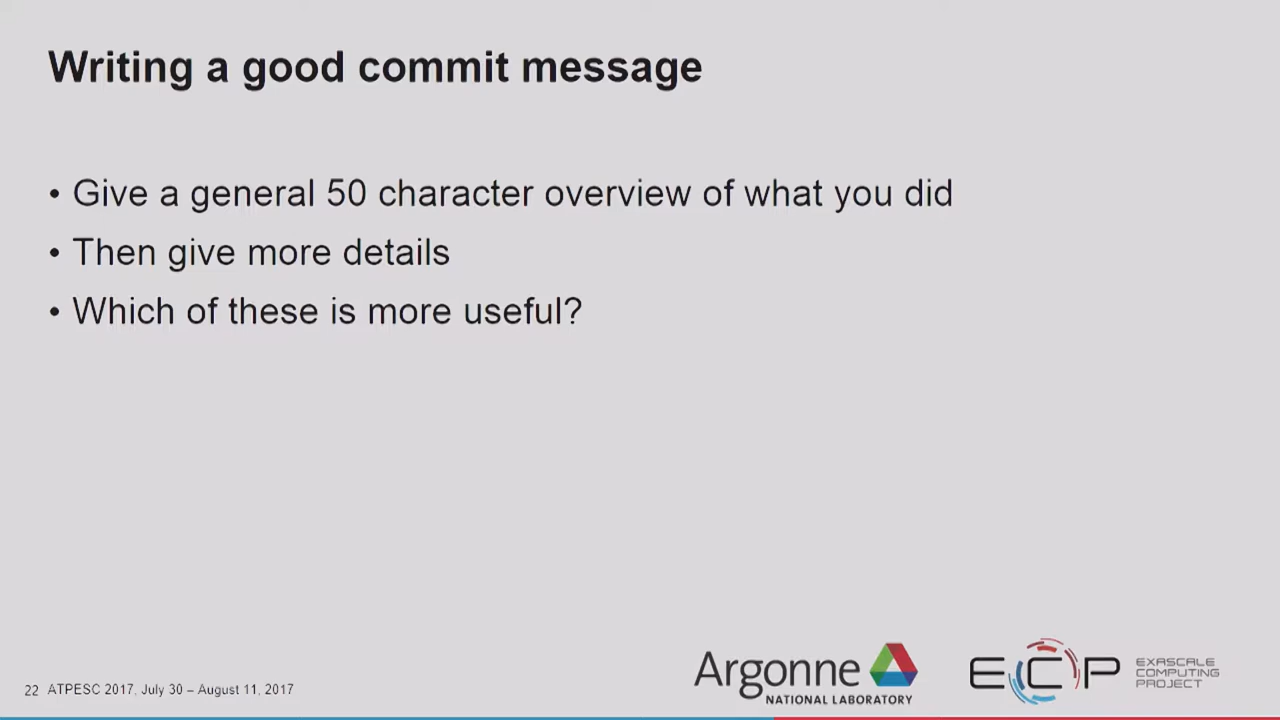 Writing a good commit message
• Give a general 50 character overview of what you did
• Then give more details
• Which of these is more useful?
22 ATPESC 2017, July 30 – August 11, 2017
Argonne
NATIONAL LABORATORY
ECP
EXASCALE
COMPUTING
PROJECT